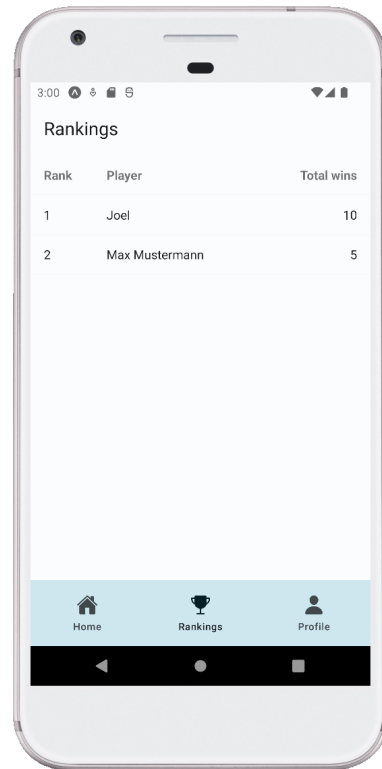 3:00
Rankings
Rank Player Total wins
1 Joel 10
2 Max Mustermann 5
Home Rankings Profile